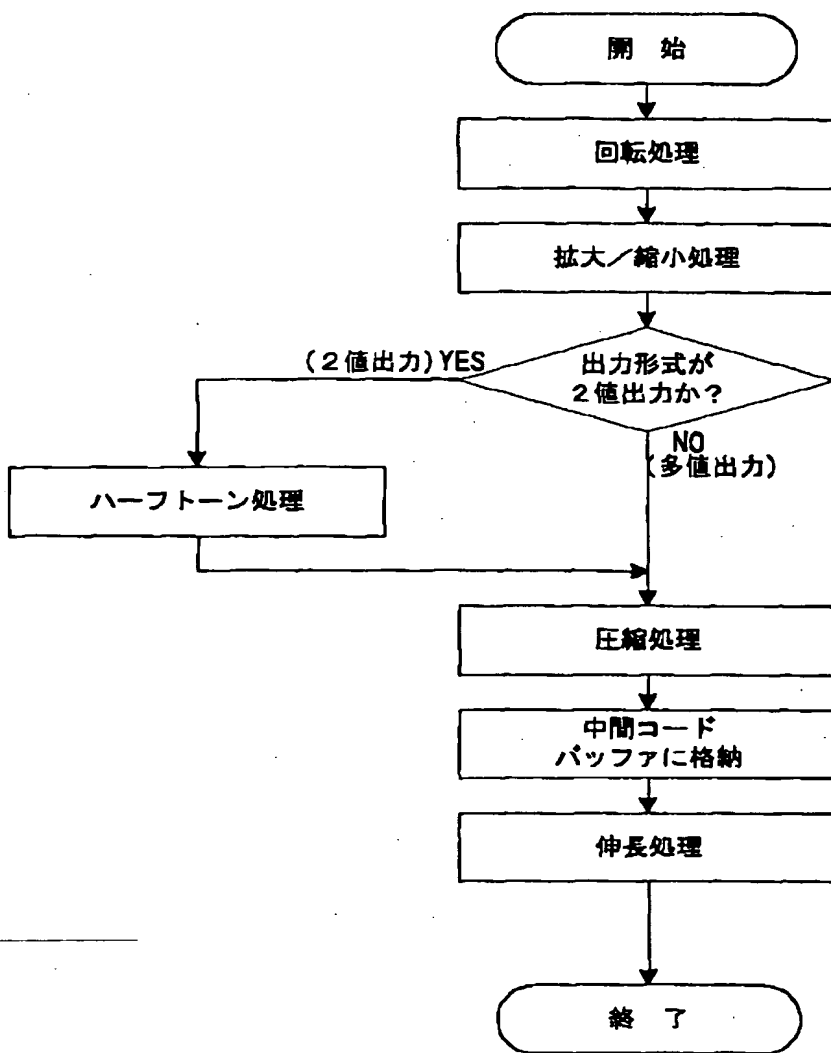 開 始
回転処理
拡大／縮小処理
出力形式が
２値出力か？
(２値出力)YES
NO
(多値出力)
ハーフトーン処理
圧縮処理
中間コード
バッファに格納
伸長処理
終 了